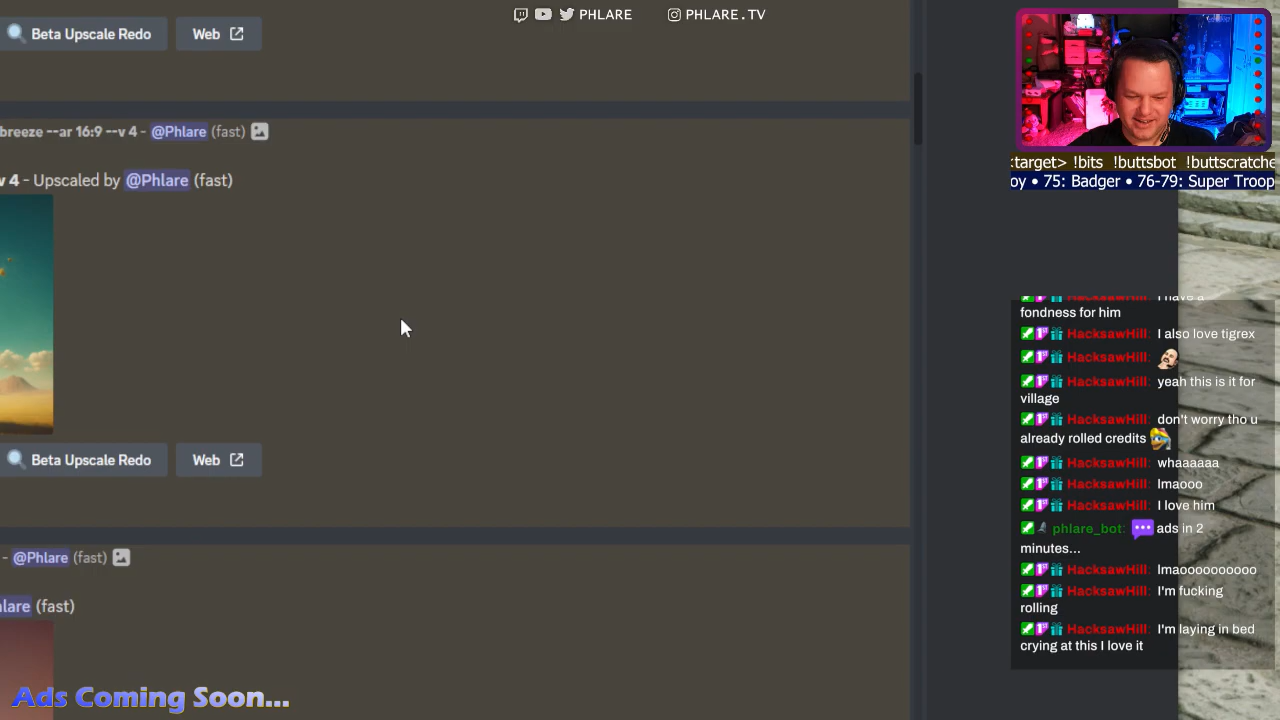 PHLARE
PHLARE.TV
Beta Upscale Redo
Web
breeze --ar 16:9 --v 4 - @Phlare (fast)
v 4 - Upscaled by @Phlare (fast)
Beta Upscale Redo
Web
- @Phlare (fast)
hlare (fast)
Ads Coming Soon...
<target> !bits !buttsbot !buttscratche
oy • 75: Badger • 76-79: Super Troop
HacksawHill: I have a
fondness for him
HacksawHill: I also love tigrex
HacksawHill:
HacksawHill: yeah this is it for
village
HacksawHill: don't worry tho u
already rolled credits
HacksawHill: whaaaaaa
HacksawHill: lmaooo
HacksawHill: I love him
phlare_bot: ads in 2
minutes...
HacksawHill: lmaoooooooooo
HacksawHill: I'm fucking
rolling
HacksawHill: I'm laying in bed
crying at this I love it